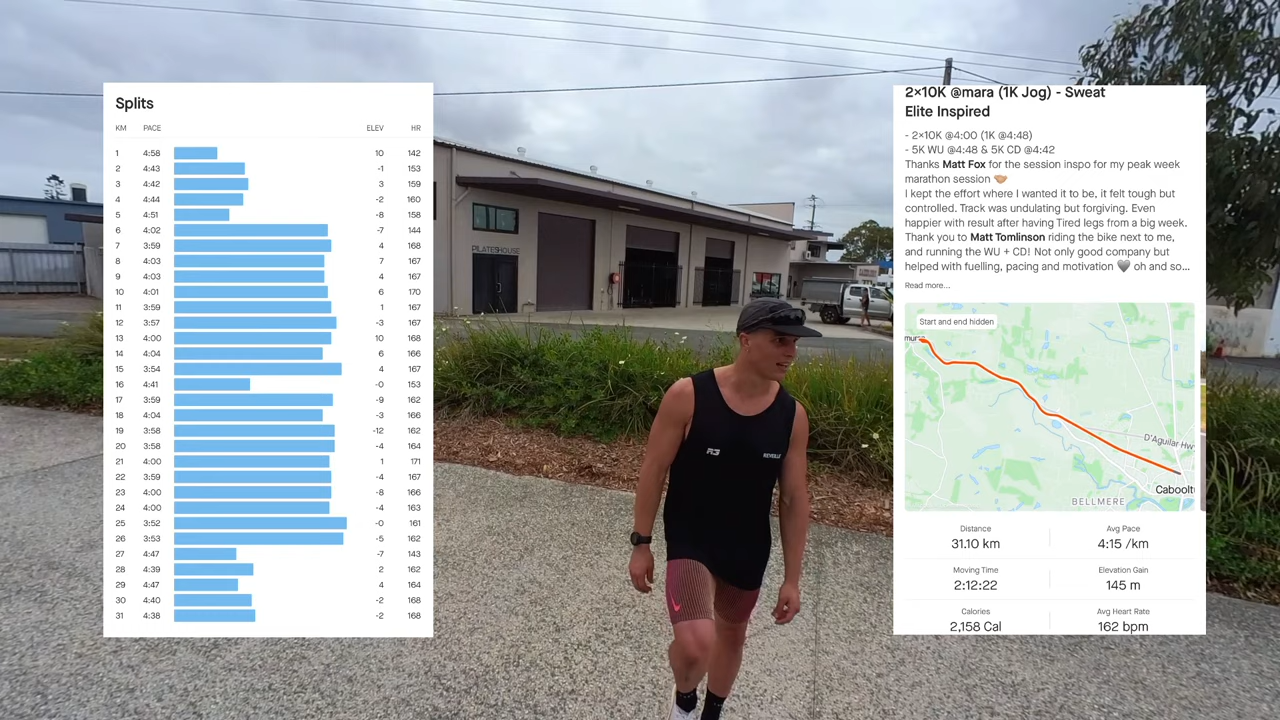 Splits
KM PACE ELEV HR
1 4:58 10 142
2 4:43 -1 153
3 4:42 3 159
4 4:44 -2 160
5 4:51 -8 158
6 4:02 -7 144
7 3:59 4 168
8 4:03 7 167
9 4:03 4 167
10 4:01 6 170
11 3:59 1 167
12 3:57 -3 167
13 4:00 10 168
14 4:04 6 166
15 3:54 4 167
16 4:41 -0 153
17 3:59 -9 162
18 4:04 -3 166
19 3:58 -12 162
20 3:58 -4 164
21 4:00 1 171
22 3:59 -4 167
23 4:00 -8 166
24 4:00 -4 163
25 3:52 -0 161
26 3:53 -5 162
27 4:47 -7 143
28 4:39 2 162
29 4:47 4 164
30 4:40 -2 168
31 4:38 -2 168
PILATES HOUSE
R3 REVELLE
2×10K @mara (1K Jog) - Sweat
Elite Inspired
- 2×10K @4:00 (1K @4:48)
- 5K WU @4:48 & 5K CD @4:42
Thanks Matt Fox for the session inspo for my peak week
marathon session 🤝
I kept the effort where I wanted it to be, it felt tough but
controlled. Track was undulating but forgiving. Even
happier with result after having Tired legs from a big week.
Thank you to Matt Tomlinson riding the bike next to me,
and running the WU + CD! Not only good company but
helped with fuelling, pacing and motivation 🩶 oh and so...
Read more...
Start and end hidden
D'Aguilar Hw
Caboolt
BELLMERE
Distance Avg Pace
31.10 km 4:15 /km
Moving Time Elevation Gain
2:12:22 145 m
Calories Avg Heart Rate
2,158 Cal 162 bpm